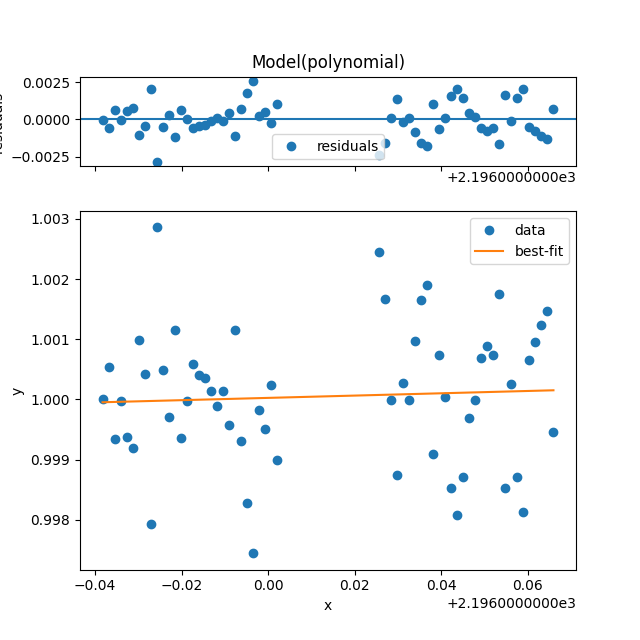 Model(polynomial)
0.0025
0.0000
−0.0025
residuals
+2.1960000000e3
1.003
1.002
1.001
1.000
0.999
0.998
y
data
best-fit
−0.04
−0.02
0.00
0.02
0.04
0.06
x
+2.1960000000e3